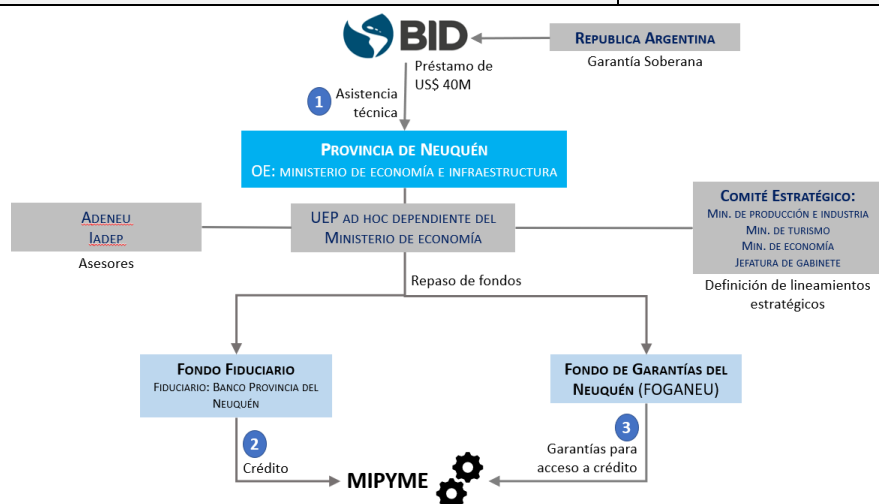 BID
REPUBLICA ARGENTINA
Garantía Soberana
Préstamo de
US$ 40M
1
Asistencia
técnica
PROVINCIA DE NEUQUÉN
OE: MINISTERIO DE ECONOMÍA E INFRAESTRUCTURA
ADENEU
IADEP
Asesores
UEP AD HOC DEPENDIENTE DEL
MINISTERIO DE ECONOMÍA
COMITÉ ESTRATÉGICO:
MIN. DE PRODUCCIÓN E INDUSTRIA
MIN. DE TURISMO
MIN. DE ECONOMÍA
JEFATURA DE GABINETE
Definición de lineamientos
estratégicos
Repaso de fondos
FONDO FIDUCIARIO
FIDUCIARIO: BANCO PROVINCIA DEL
NEUQUÉN
FONDO DE GARANTÍAS DEL
NEUQUÉN (FOGANEU)
2
Crédito
3
Garantías para
acceso a crédito
MIPYME